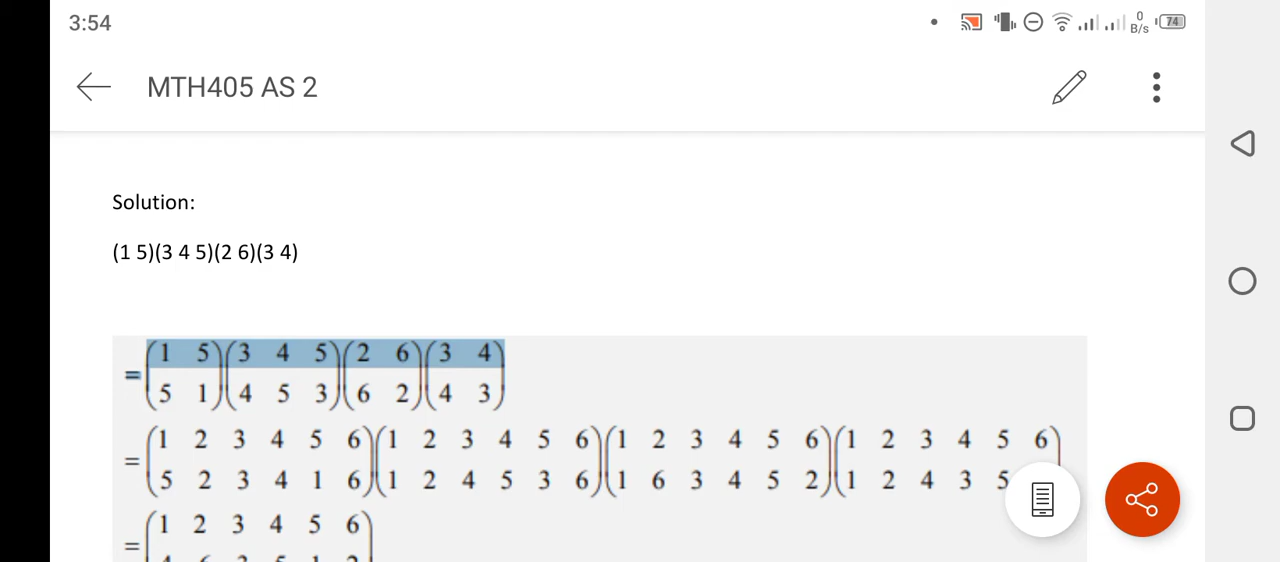 3:54
0
B/s
74
MTH405 AS 2
Solution:
(1 5)(3 4 5)(2 6)(3 4)
1 5 3 4 5 2 6 3 4
=
5 1 4 5 3 6 2 4 3
1 2 3 4 5 6 1 2 3 4 5 6 1 2 3 4 5 6 1 2 3 4 5 6
=
5 2 3 4 1 6 1 2 4 5 3 6 1 6 3 4 5 2 1 2 4 3 5
1 2 3 4 5 6
=